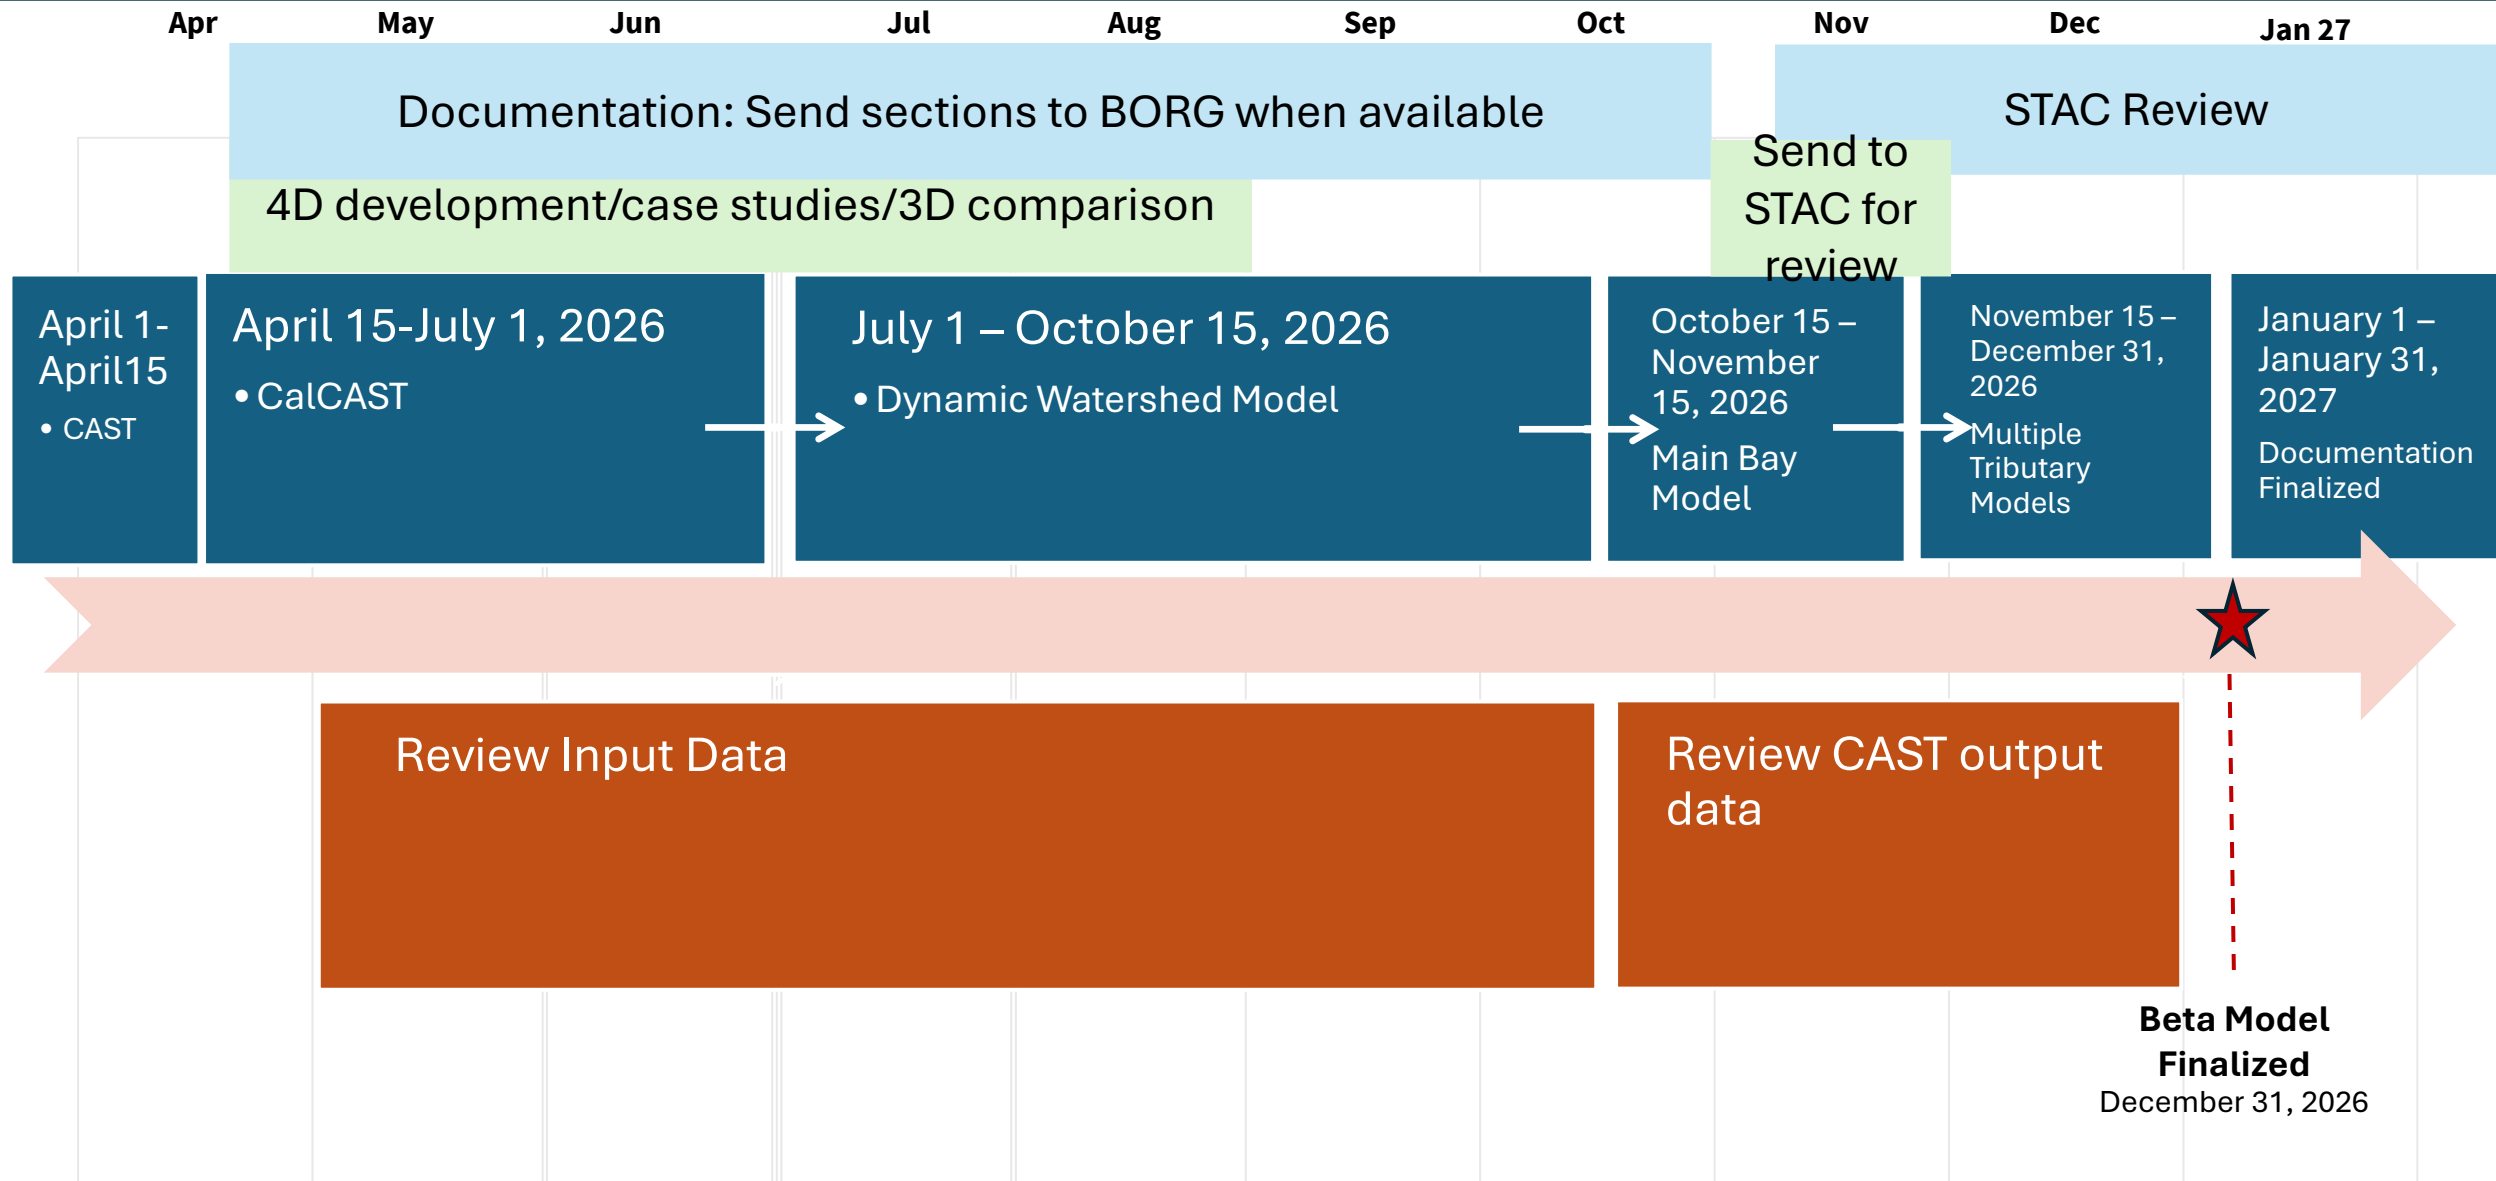 Apr May Jun Jul Aug Sep Oct Nov Dec Jan 27
Documentation: Send sections to BORG when available
STAC Review
4D development/case studies/3D comparison
Send to
STAC for
review
April 1-
April15
• CAST
April 15-July 1, 2026
• CalCAST
July 1 – October 15, 2026
• Dynamic Watershed Model
October 15 –
November
15, 2026
Main Bay
Model
November 15 –
December 31,
2026
Multiple
Tributary
Models
January 1 –
January 31,
2027
Documentation
Finalized
Review Input Data
Review CAST output
data
Beta Model
Finalized
December 31, 2026